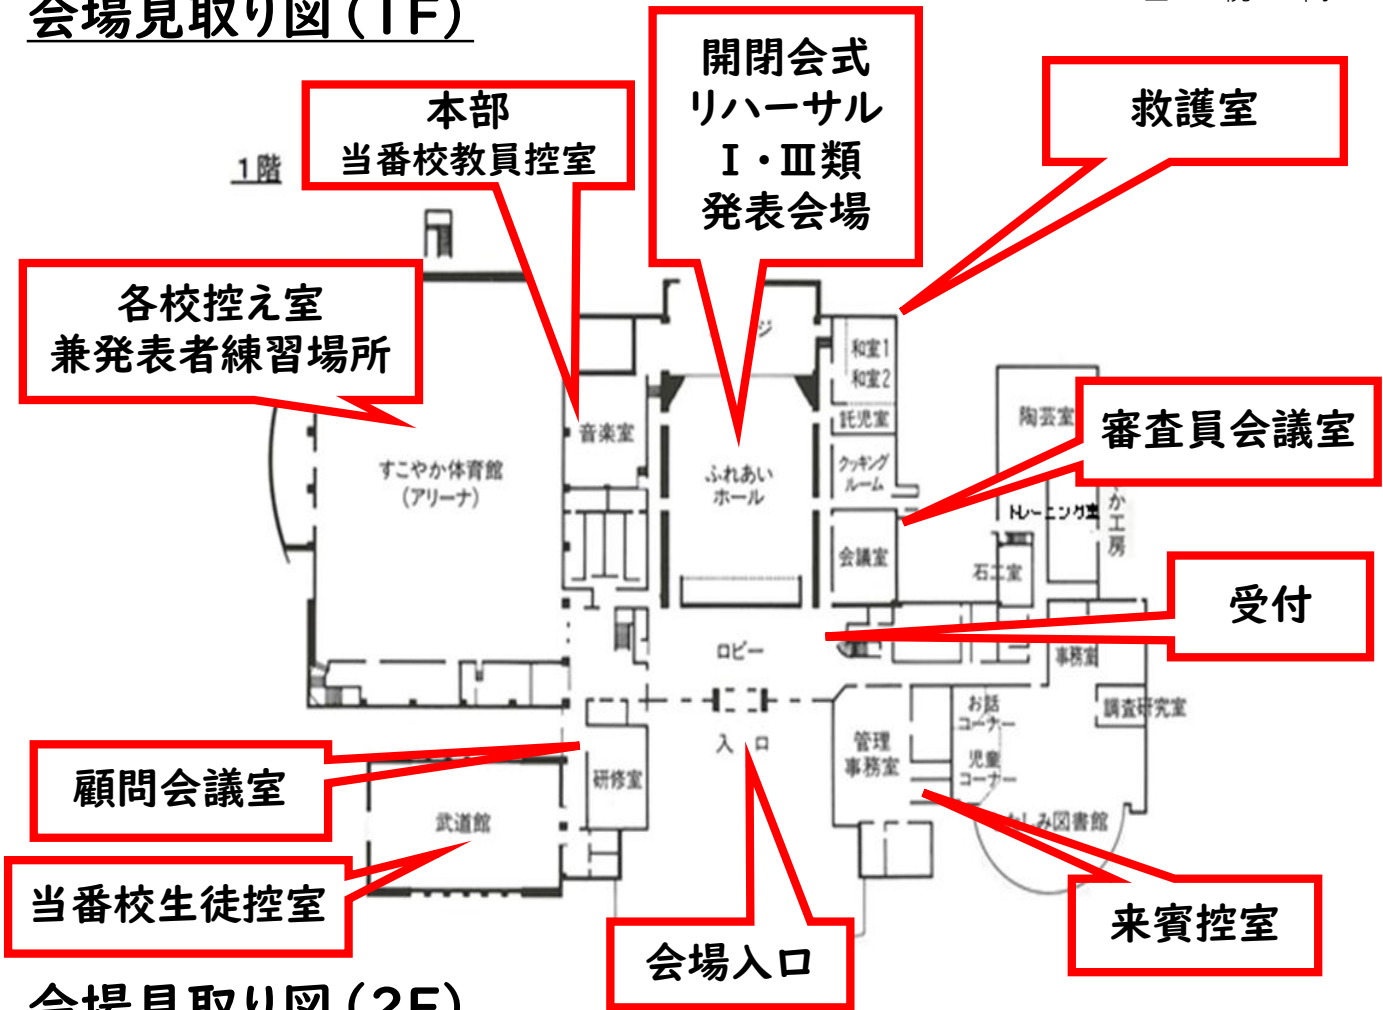 会場見取り図(1F)
開閉会式
リハーサル
Ⅰ・Ⅲ類
発表会場
救護室
本部
当番校教員控室
1階
各校控え室
兼発表者練習場所
ジ
和室1
和室2
託児室
陶芸室
審査員会議室
音楽室
クッキング
ルーム
すこやか体育館
(アリーナ)
ふれあい
ホール
トレーニング室
か工房
会議室
石工室
受付
ロビー
事務室
お話
コーナー
調査研究室
入口
管理
事務室
児童
コーナー
顧問会議室
研修室
武道館
しみ図書館
当番校生徒控室
来賓控室
会場入口
会場見取り図(2F)